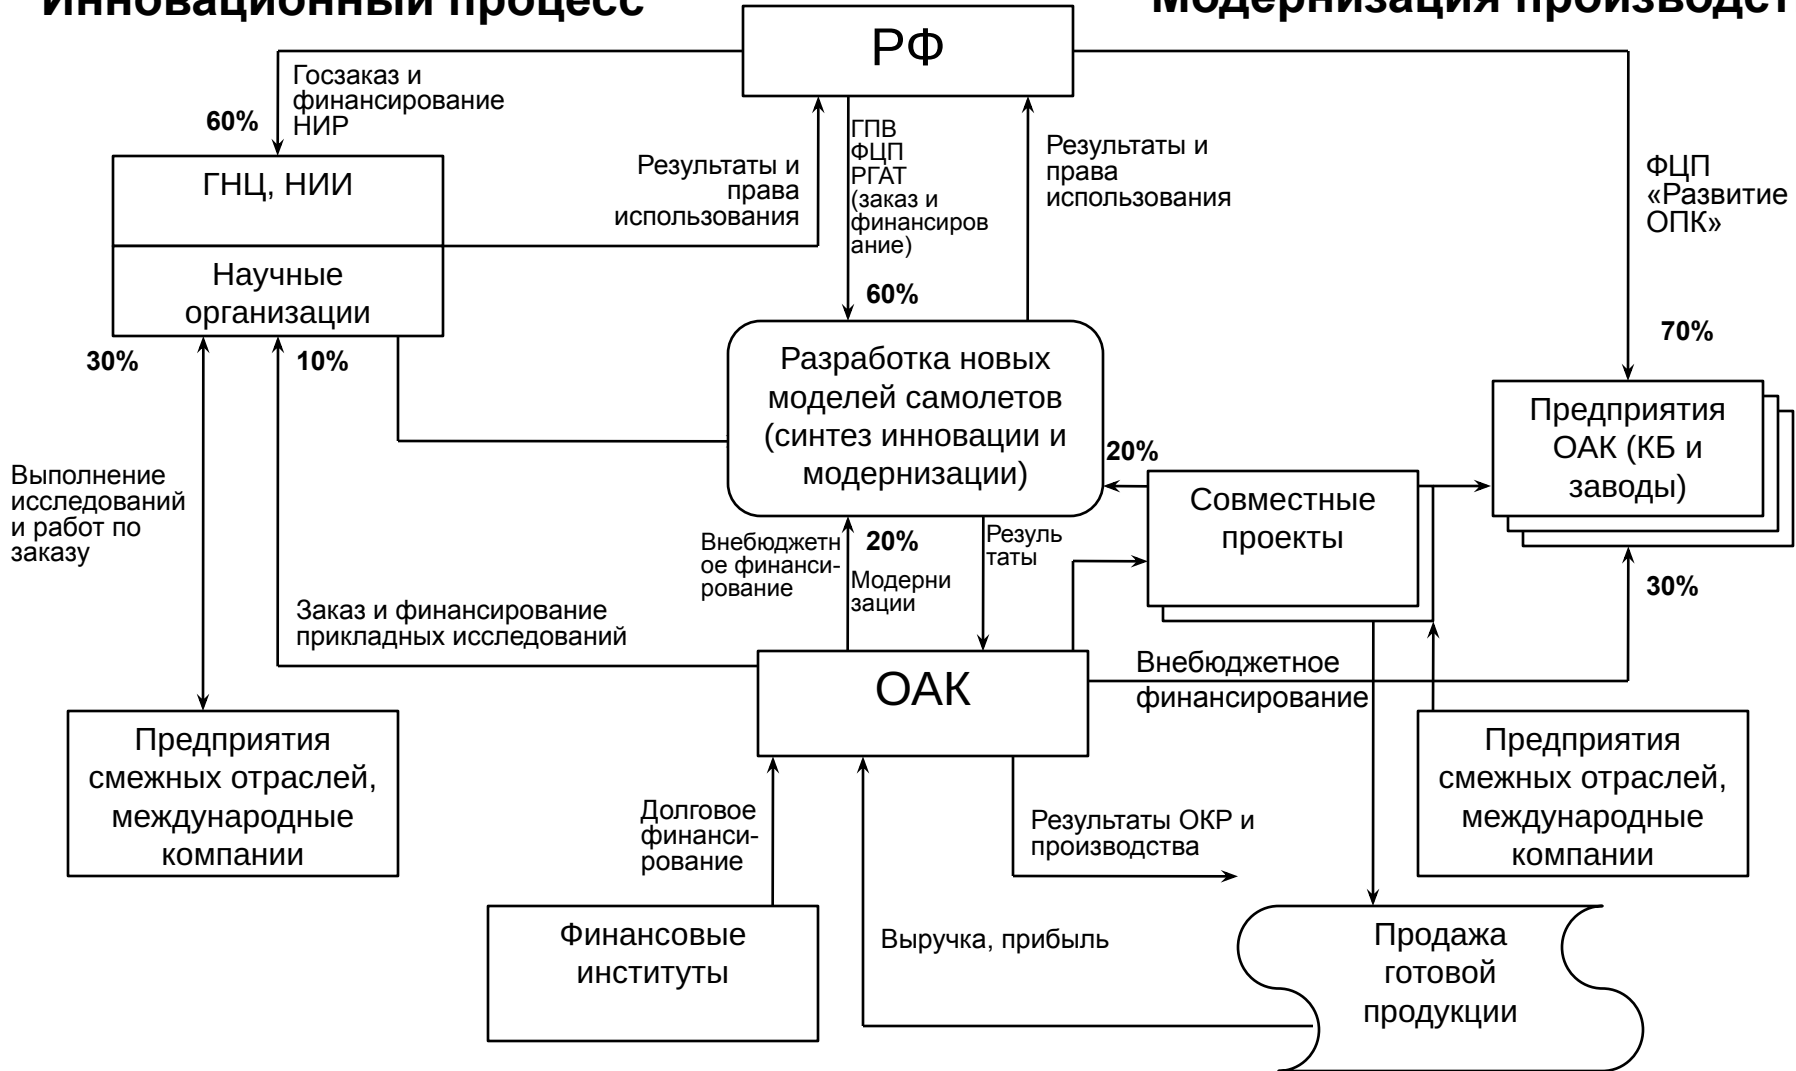 Инновационный процесс
Модернизация производст
РФ
Госзаказ и
финансирование
НИР
60%
ГНЦ, НИИ
Научные
организации
Результаты и
права
использования
ГПВ
ФЦП
РГАТ
(заказ и
финансиров
ание)
60%
Результаты и
права
использования
ФЦП
«Развитие
ОПК»
70%
30%
10%
Разработка новых
моделей самолетов
(синтез инновации и
модернизации)
20%
Совместные
проекты
Предприятия
ОАК (КБ и
заводы)
30%
Выполнение
исследований
и работ по
заказу
Внебюджетн
ое финанси-
рование
20%
Модерни
зации
Резуль
таты
Заказ и финансирование
прикладных исследований
ОАК
Внебюджетное
финансирование
Предприятия
смежных отраслей,
международные
компании
Долговое
финанси-
рование
Результаты ОКР и
производства
Предприятия
смежных отраслей,
международные
компании
Финансовые
институты
Выручка, прибыль
Продажа
готовой
продукции